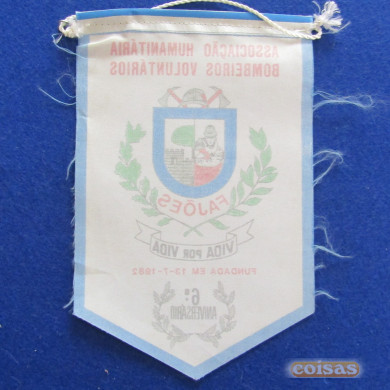 ASSOCIAÇÃO HUMANITÁRIA
BOMBEIROS VOLUNTÁRIOS
FAJÕES
VIDA POR VIDA
FUNDADA EM 13-7-1982
6º
ANIVERSÁRIO
coisas